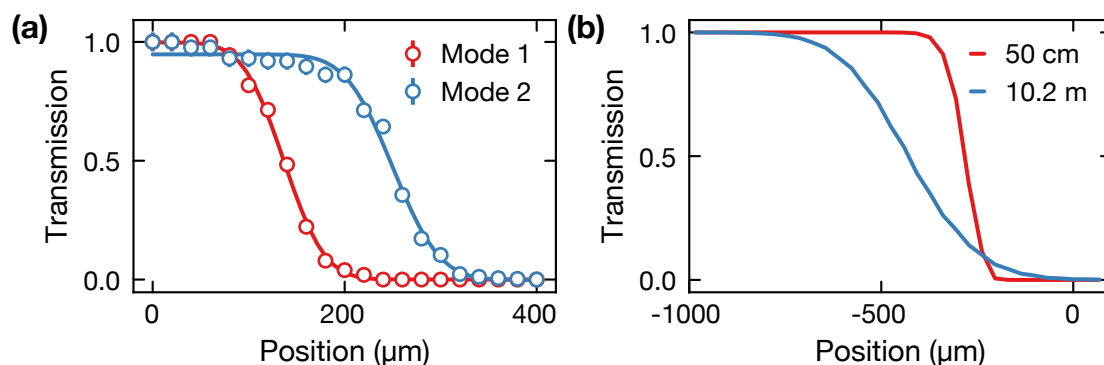 (a)
Transmission
1.0
0.5
0.0
Mode 1
Mode 2
0
200
400
Position (µm)
(b)
Transmission
1.0
0.5
0.0
50 cm
10.2 m
-1000
-500
0
Position (µm)